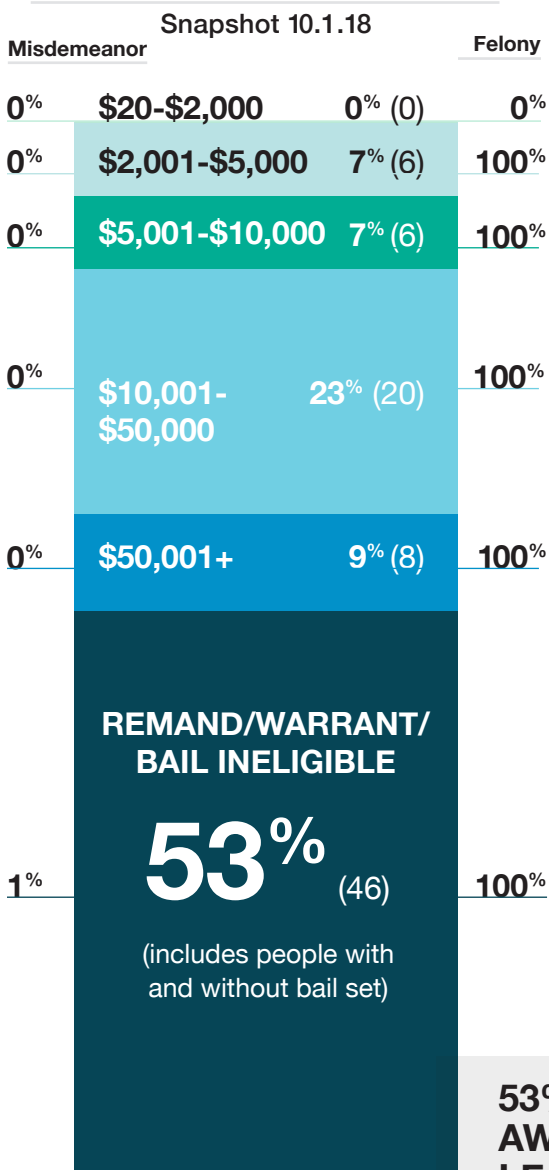 Snapshot 10.1.18
Misdemeanor Felony
0% $20-$2,000 0% (0) 0%
0% $2,001-$5,000 7% (6) 100%
0% $5,001-$10,000 7% (6) 100%
0% $10,001- 23% (20) 100%
$50,000
0% $50,001+ 9% (8) 100%
REMAND/WARRANT/
BAIL INELIGIBLE
1% 53% (46) 100%
(includes people with
and without bail set)